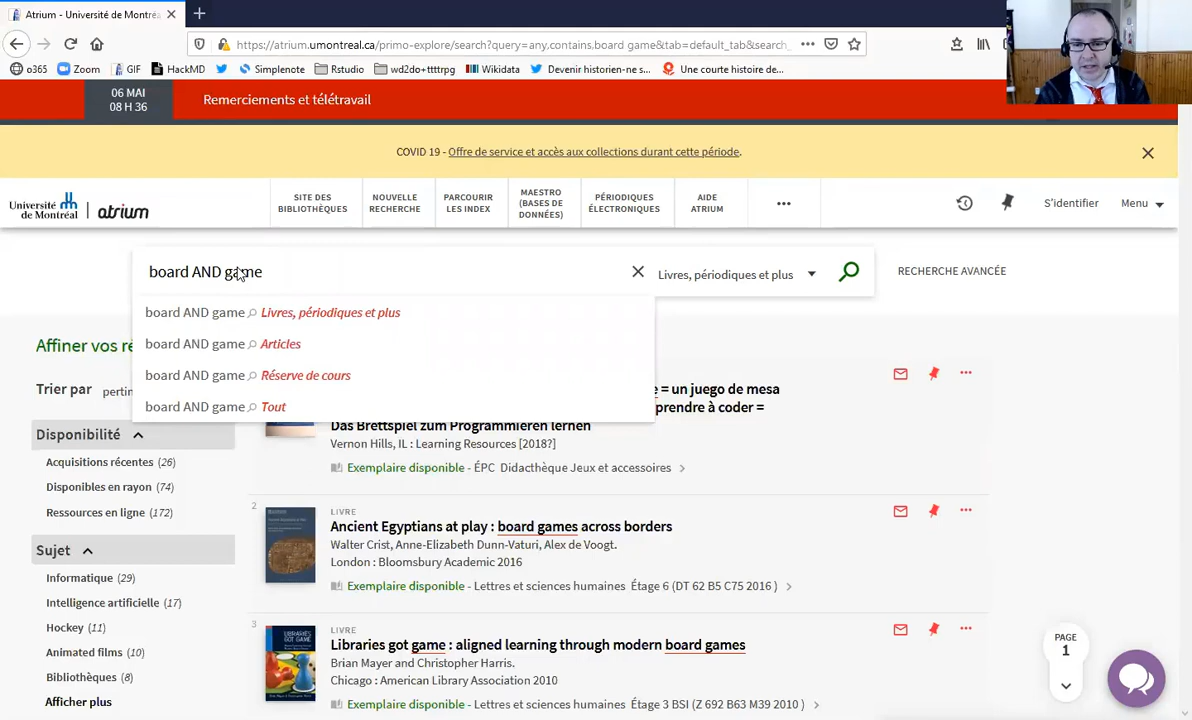 Atrium - Université de Montréa
https://atrium.umontreal.ca/primo-explore/search?query=any,contains,board game&tab=default_tab&search_
o365
Zoom
GIF
HackMD
Simplenote
Rstudio
wd2do+ttttrpg
Wikidata
Devenir historien-ne s...
Une courte histoire de...
06 MAI
08 H 36
Remerciements et télétravail
COVID 19 - Offre de service et accès aux collections durant cette période.
Université de Montréal
atrium
SITE DES BIBLIOTHÈQUES
NOUVELLE RECHERCHE
PARCOURIR LES INDEX
MAESTRO (BASES DE DONNÉES)
PÉRIODIQUES ÉLECTRONIQUES
AIDE ATRIUM
S'identifier
Menu
board AND game
Livres, périodiques et plus
RECHERCHE AVANCÉE
board AND game Livres, périodiques et plus
board AND game Articles
board AND game Réserve de cours
board AND game Tout
Affiner vos ré
Trier par pertin
Disponibilité
Acquisitions récentes (26)
Disponibles en rayon (74)
Ressources en ligne (172)
Sujet
Informatique (29)
Intelligence artificielle (17)
Hockey (11)
Animated films (10)
Bibliothèques (8)
Afficher plus
e = un juego de mesa
prendre à coder =
Das Brettspiel zum Programmieren lernen
Vernon Hills, IL : Learning Resources [2018?]
Exemplaire disponible - ÉPC Didacthèque Jeux et accessoires
2
LIVRE
Ancient Egyptians at play : board games across borders
Walter Crist, Anne-Elizabeth Dunn-Vaturi, Alex de Voogt.
London : Bloomsbury Academic 2016
Exemplaire disponible - Lettres et sciences humaines Étage 6 (DT 62 B5 C75 2016 )
3
LIVRE
Libraries got game : aligned learning through modern board games
Brian Mayer and Christopher Harris.
Chicago : American Library Association 2010
Exemplaire disponible - Lettres et sciences humaines Étage 3 BSI (Z 692 B63 M39 2010 )
PAGE
1